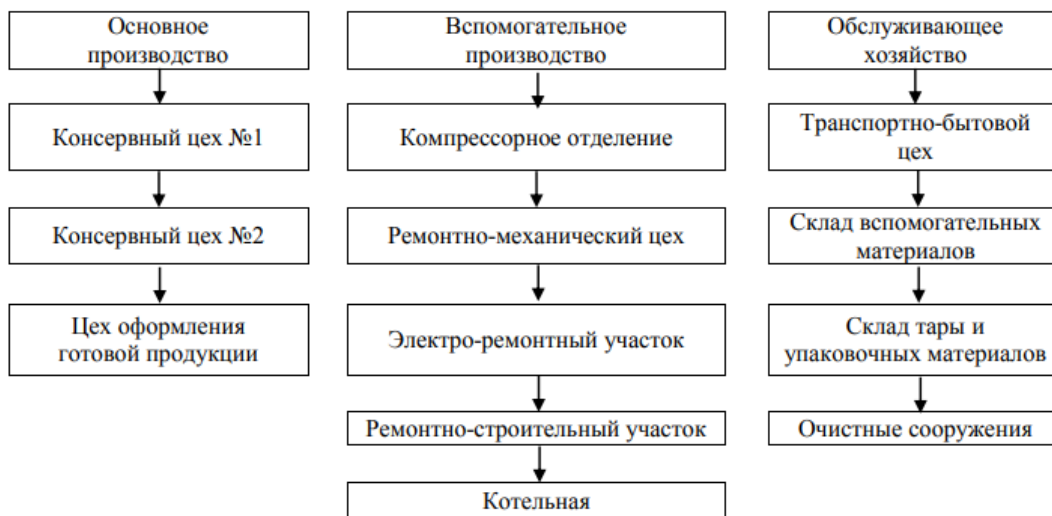 Основное
производство
Консервный цех №1
Консервный цех №2
Цех оформления
готовой продукции
Вспомогательное
производство
Компрессорное отделение
Ремонтно-механический цех
Электро-ремонтный участок
Ремонтно-строительный участок
Котельная
Обслуживающее
хозяйство
Транспортно-бытовой
цех
Склад вспомогательных
материалов
Склад тары и
упаковочных материалов
Очистные сооружения